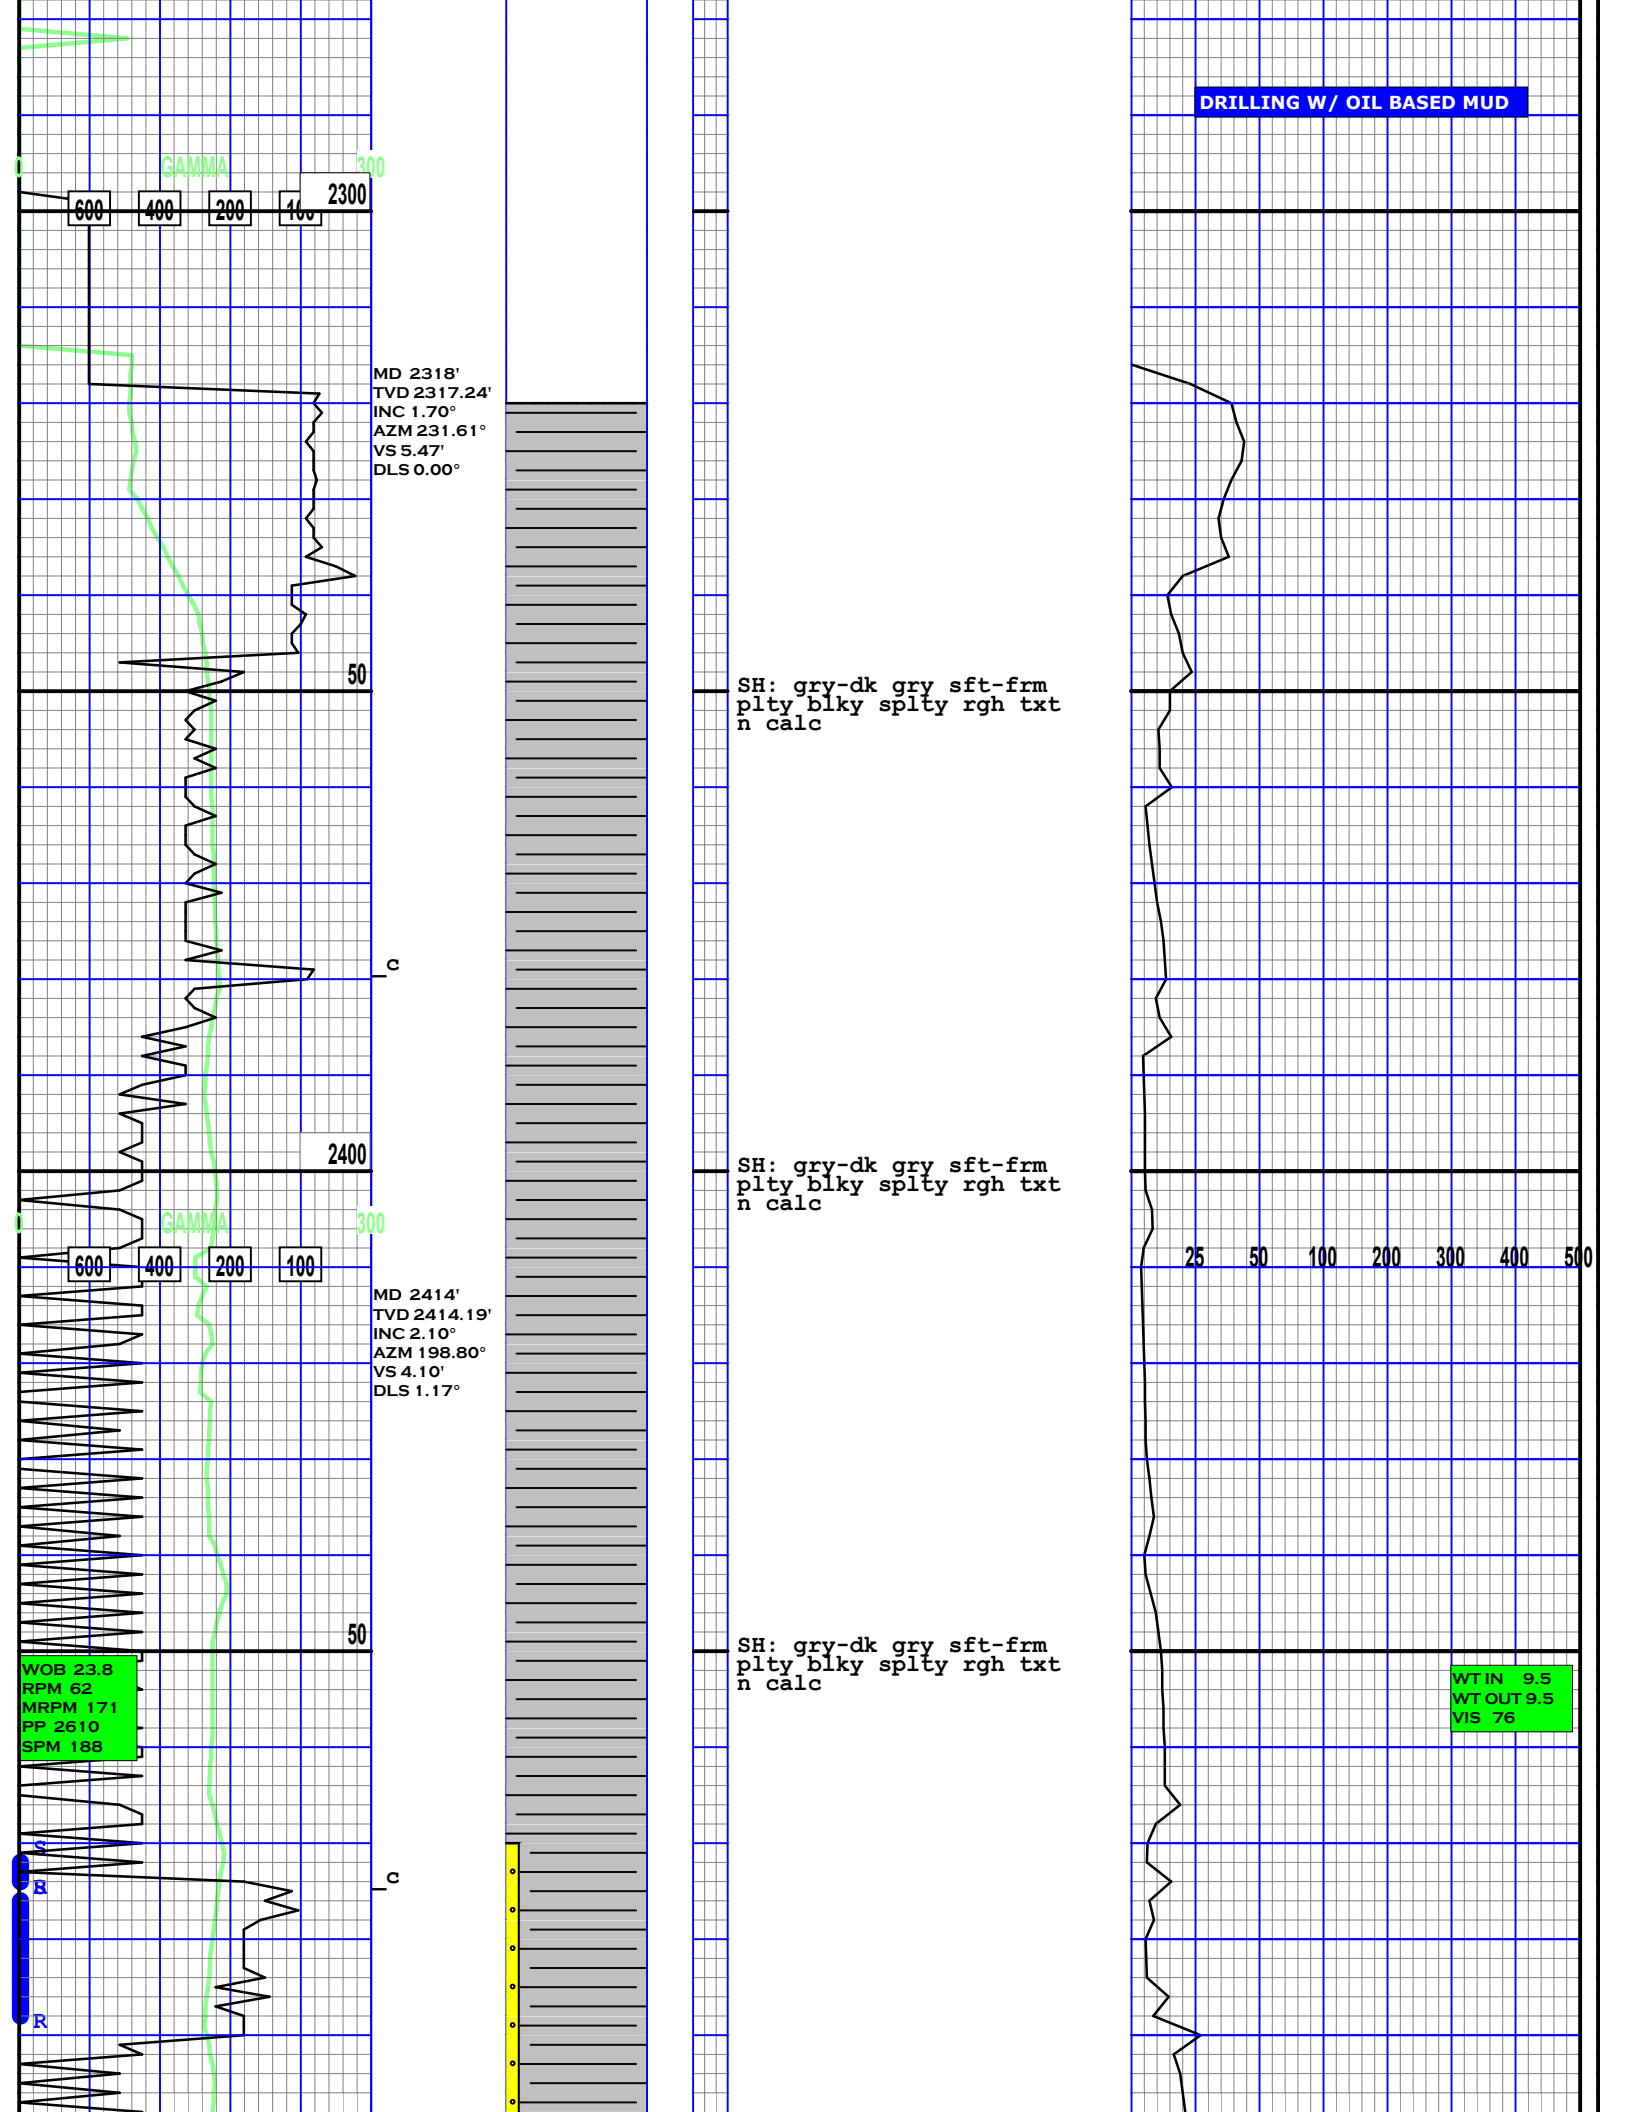 DRILLING W/ OIL BASED MUD
0 GAMMA 300
2300
600 400 200 100
MD 2318'
TVD 2317.24'
INC 1.70°
AZM 231.61°
VS 5.47'
DLS 0.00°
50
SH: gry-dk gry sft-frm
plty blky splty rgh txt
n calc
C
2400
SH: gry-dk gry sft-frm
plty blky splty rgh txt
n calc
0 GAMMA 300
600 400 200 100
25 50 100 200 300 400 500
MD 2414'
TVD 2414.19'
INC 2.10°
AZM 198.80°
VS 4.10'
DLS 1.17°
50
SH: gry-dk gry sft-frm
plty blky splty rgh txt
n calc
WOB 23.8
RPM 62
MRPM 171
PP 2610
SPM 188
WT IN 9.5
WT OUT 9.5
VIS 76
S
C
R